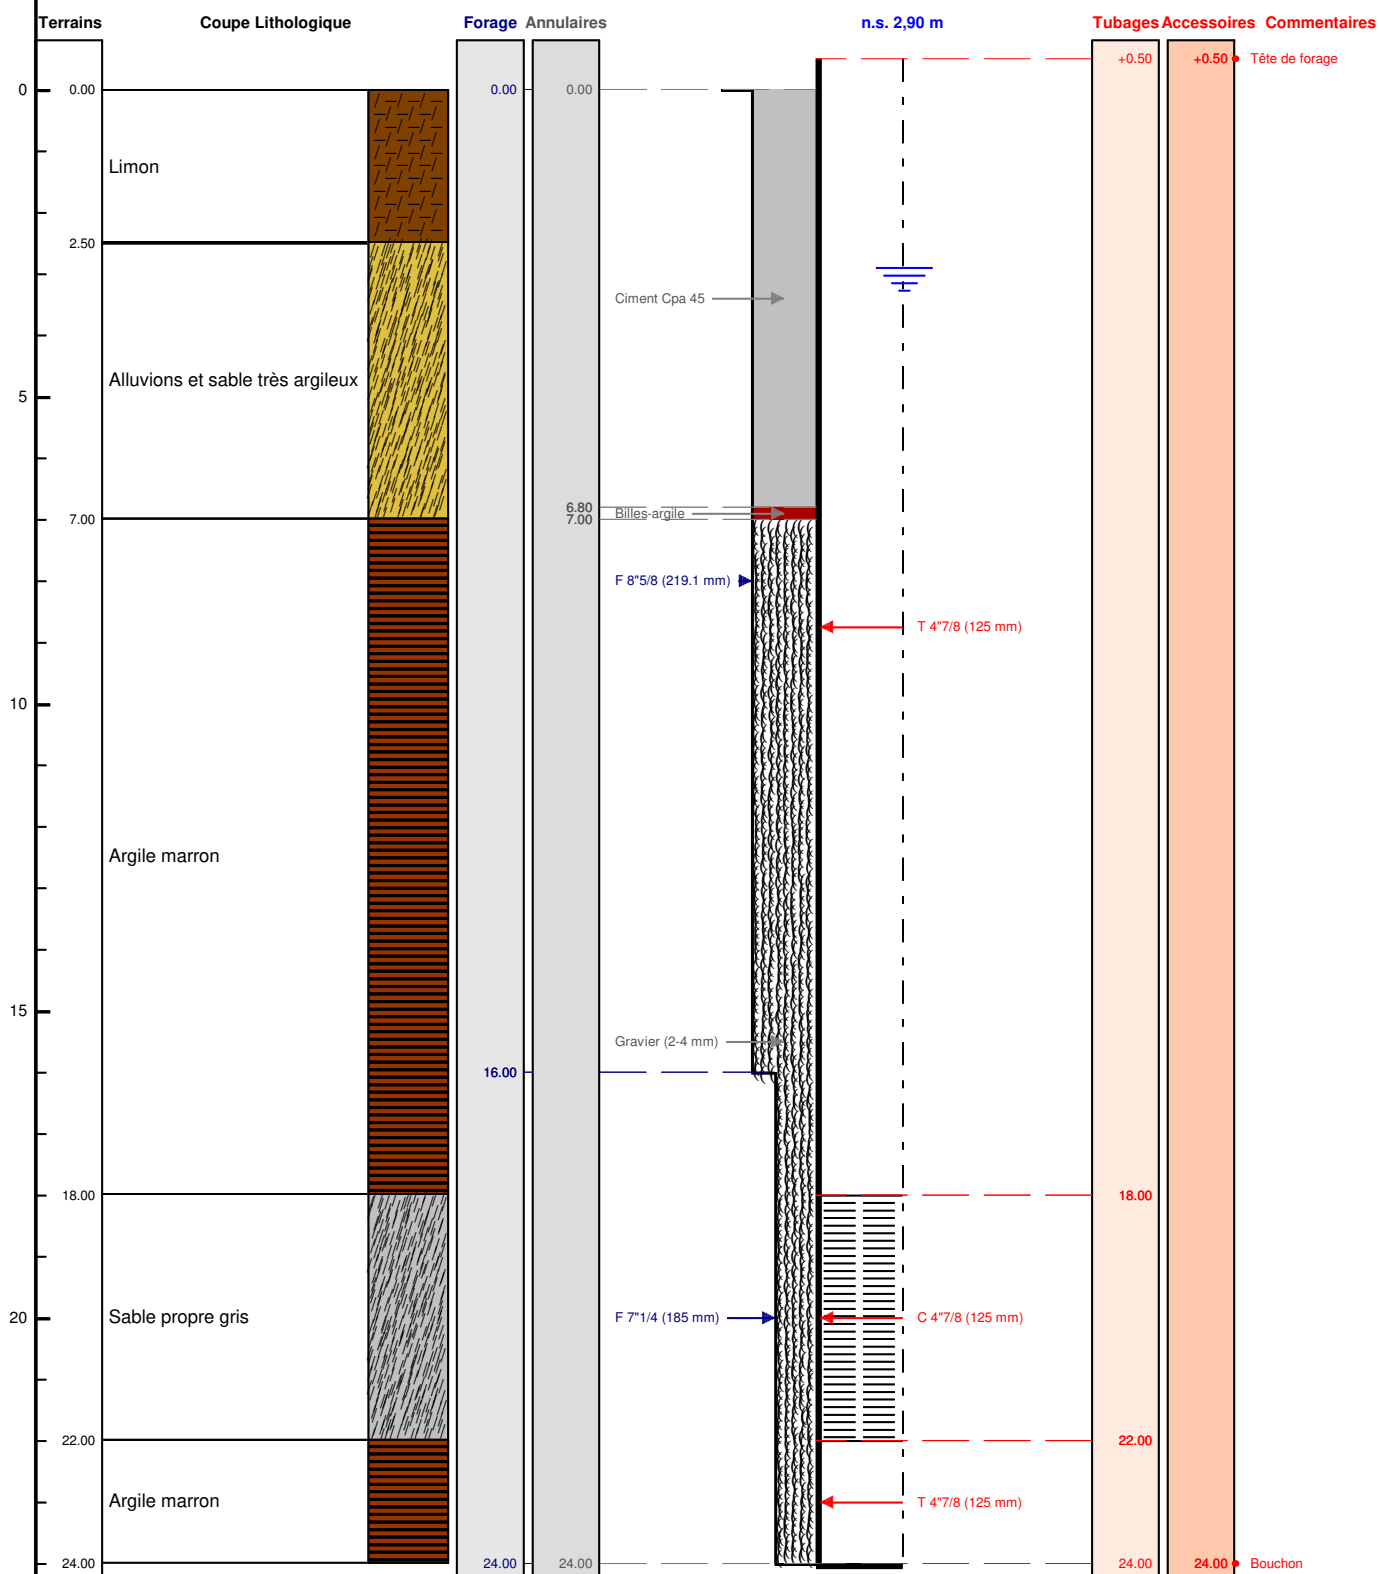 Terrains Coupe Lithologique Forage Annulaires n.s. 2,90 m Tubages Accessoires Commentaires
+0.50 +0.50 Tête de forage
0 0.00 0.00 0.00
Limon
2.50
Ciment Cpa 45
Alluvions et sable très argileux
5
6.80
Billes-argile
7.00 7.00
F 8"5/8 (219.1 mm)
T 4"7/8 (125 mm)
10
Argile marron
15
Gravier (2-4 mm)
16.00
18.00 18.00
Sable propre gris
20 F 7"1/4 (185 mm) C 4"7/8 (125 mm)
22.00 22.00
Argile marron T 4"7/8 (125 mm)
24.00 24.00 24.00 24.00 24.00 Bouchon